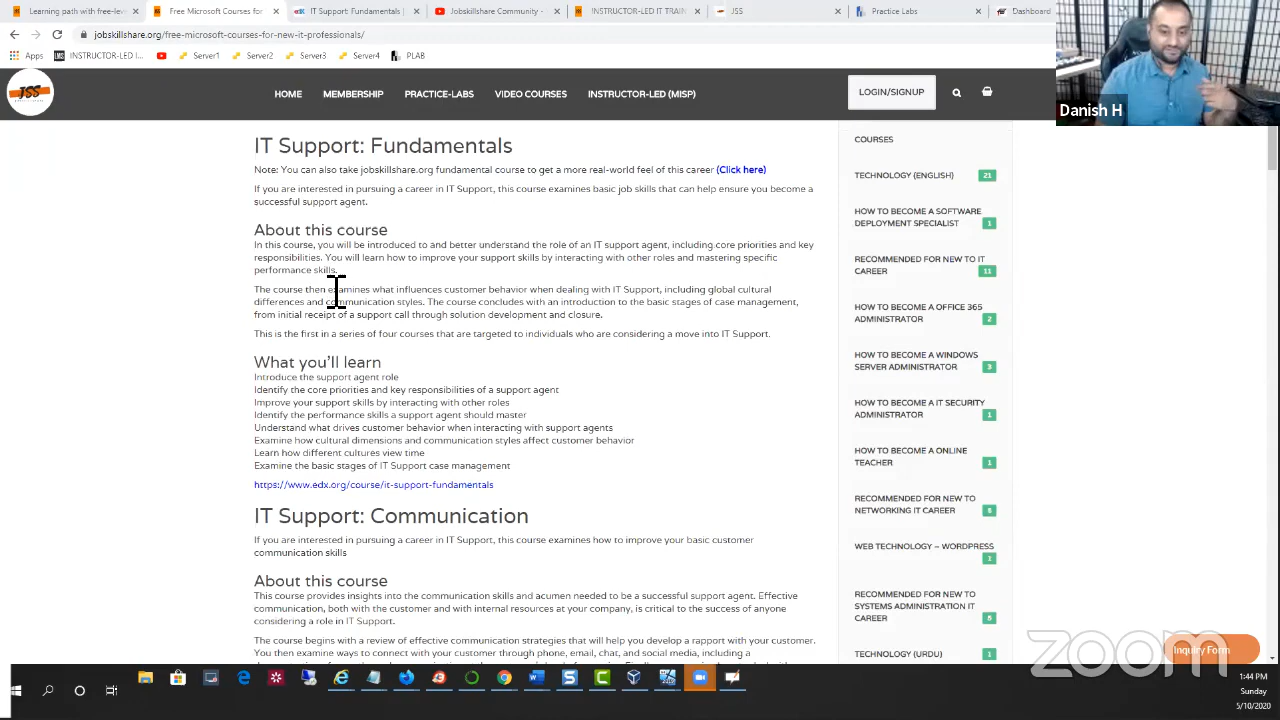 Learning path with free-leve
Free Microsoft Courses for
IT Support: Fundamentals |
Jobskillshare Community -
!INSTRUCTOR-LED IT TRAIN
JSS
Practice Labs
Dashboard
jobskillshare.org/free-microsoft-courses-for-new-it-professionals/
Apps
INSTRUCTOR-LED I...
Server1
Server2
Server3
Server4
PLAB
JSS
HOME
MEMBERSHIP
PRACTICE-LABS
VIDEO COURSES
INSTRUCTOR-LED (MISP)
LOGIN/SIGNUP
Danish H
IT Support: Fundamentals
Note: You can also take jobskillshare.org fundamental course to get a more real-world feel of this career (Click here)
If you are interested in pursuing a career in IT Support, this course examines basic job skills that can help ensure you become a
successful support agent.
About this course
In this course, you will be introduced to and better understand the role of an IT support agent, including core priorities and key
responsibilities. You will learn how to improve your support skills by interacting with other roles and mastering specific
performance skills.
The course then examines what influences customer behavior when dealing with IT Support, including global cultural
differences and communication styles. The course concludes with an introduction to the basic stages of case management,
from initial receipt of a support call through solution development and closure.
This is the first in a series of four courses that are targeted to individuals who are considering a move into IT Support.
What you'll learn
Introduce the support agent role
Identify the core priorities and key responsibilities of a support agent
Improve your support skills by interacting with other roles
Identify the performance skills a support agent should master
Understand what drives customer behavior when interacting with support agents
Examine how cultural dimensions and communication styles affect customer behavior
Learn how different cultures view time
Examine the basic stages of IT Support case management
https://www.edx.org/course/it-support-fundamentals
IT Support: Communication
If you are interested in pursuing a career in IT Support, this course examines how to improve your basic customer
communication skills
About this course
This course provides insights into the communication skills and acumen needed to be a successful support agent. Effective
communication, both with the customer and with internal resources at your company, is critical to the success of anyone
considering a role in IT Support.
The course begins with a review of effective communication strategies that will help you develop a rapport with your customer.
You then examine ways to connect with your customer through phone, email, chat, and social media, including a
COURSES
TECHNOLOGY (ENGLISH) 21
HOW TO BECOME A SOFTWARE
DEPLOYMENT SPECIALIST 1
RECOMMENDED FOR NEW TO IT
CAREER 11
HOW TO BECOME A OFFICE 365
ADMINISTRATOR 2
HOW TO BECOME A WINDOWS
SERVER ADMINISTRATOR 3
HOW TO BECOME A IT SECURITY
ADMINISTRATOR 1
HOW TO BECOME A ONLINE
TEACHER 1
RECOMMENDED FOR NEW TO
NETWORKING IT CAREER 6
WEB TECHNOLOGY – WORDPRESS
1
RECOMMENDED FOR NEW TO
SYSTEMS ADMINISTRATION IT
CAREER 5
TECHNOLOGY (URDU) 1
Inquiry Form
zoom
1:44 PM
Sunday
5/10/2020